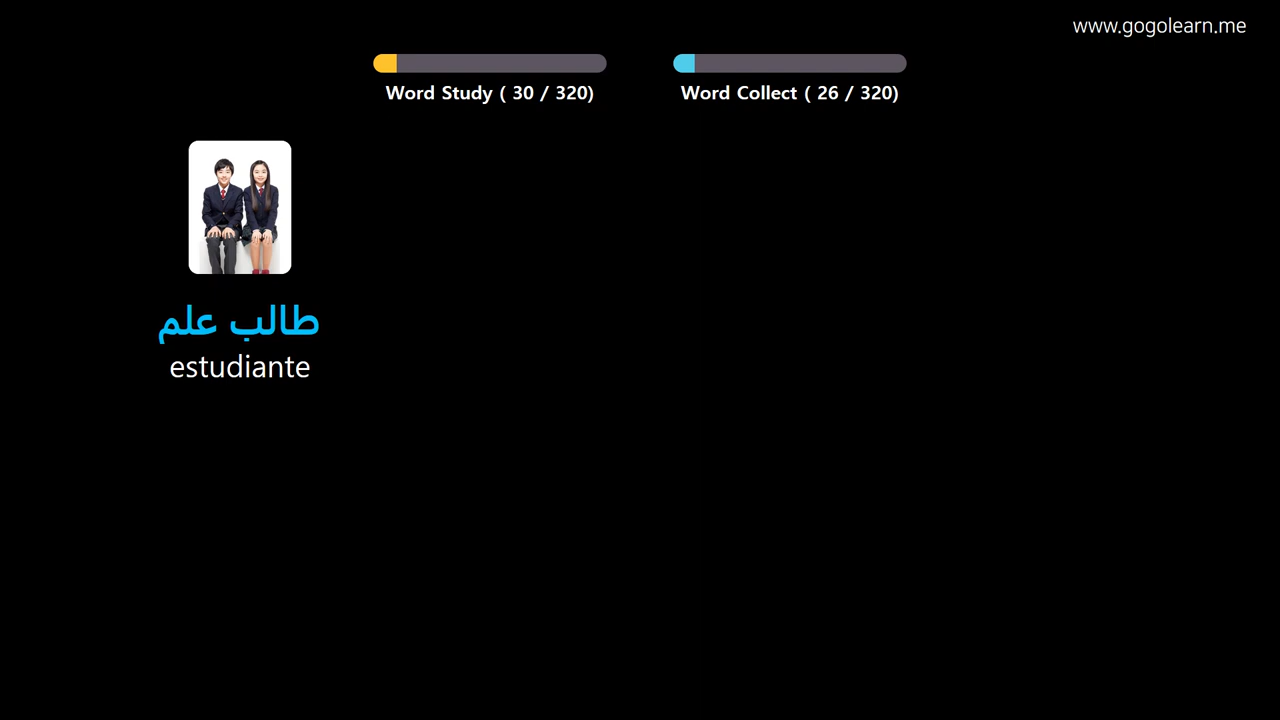 www.gogolearn.me
Word Study ( 30 / 320)
Word Collect ( 26 / 320)
طالب علم
estudiante